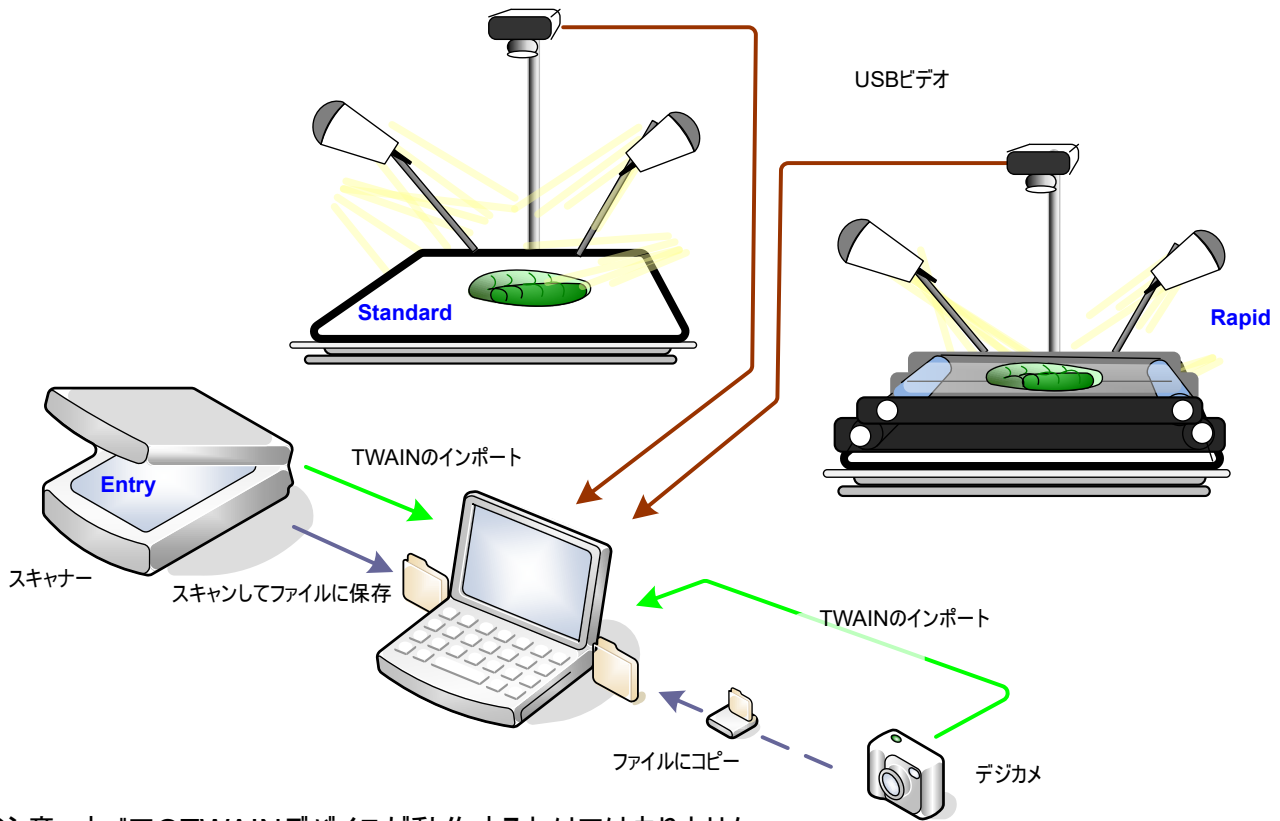 USBビデオ
Standard
Rapid
TWAINのインポート
Entry
スキャナー
スキャンしてファイルに保存
TWAINのインポート
ファイルにコピー
デジカメ